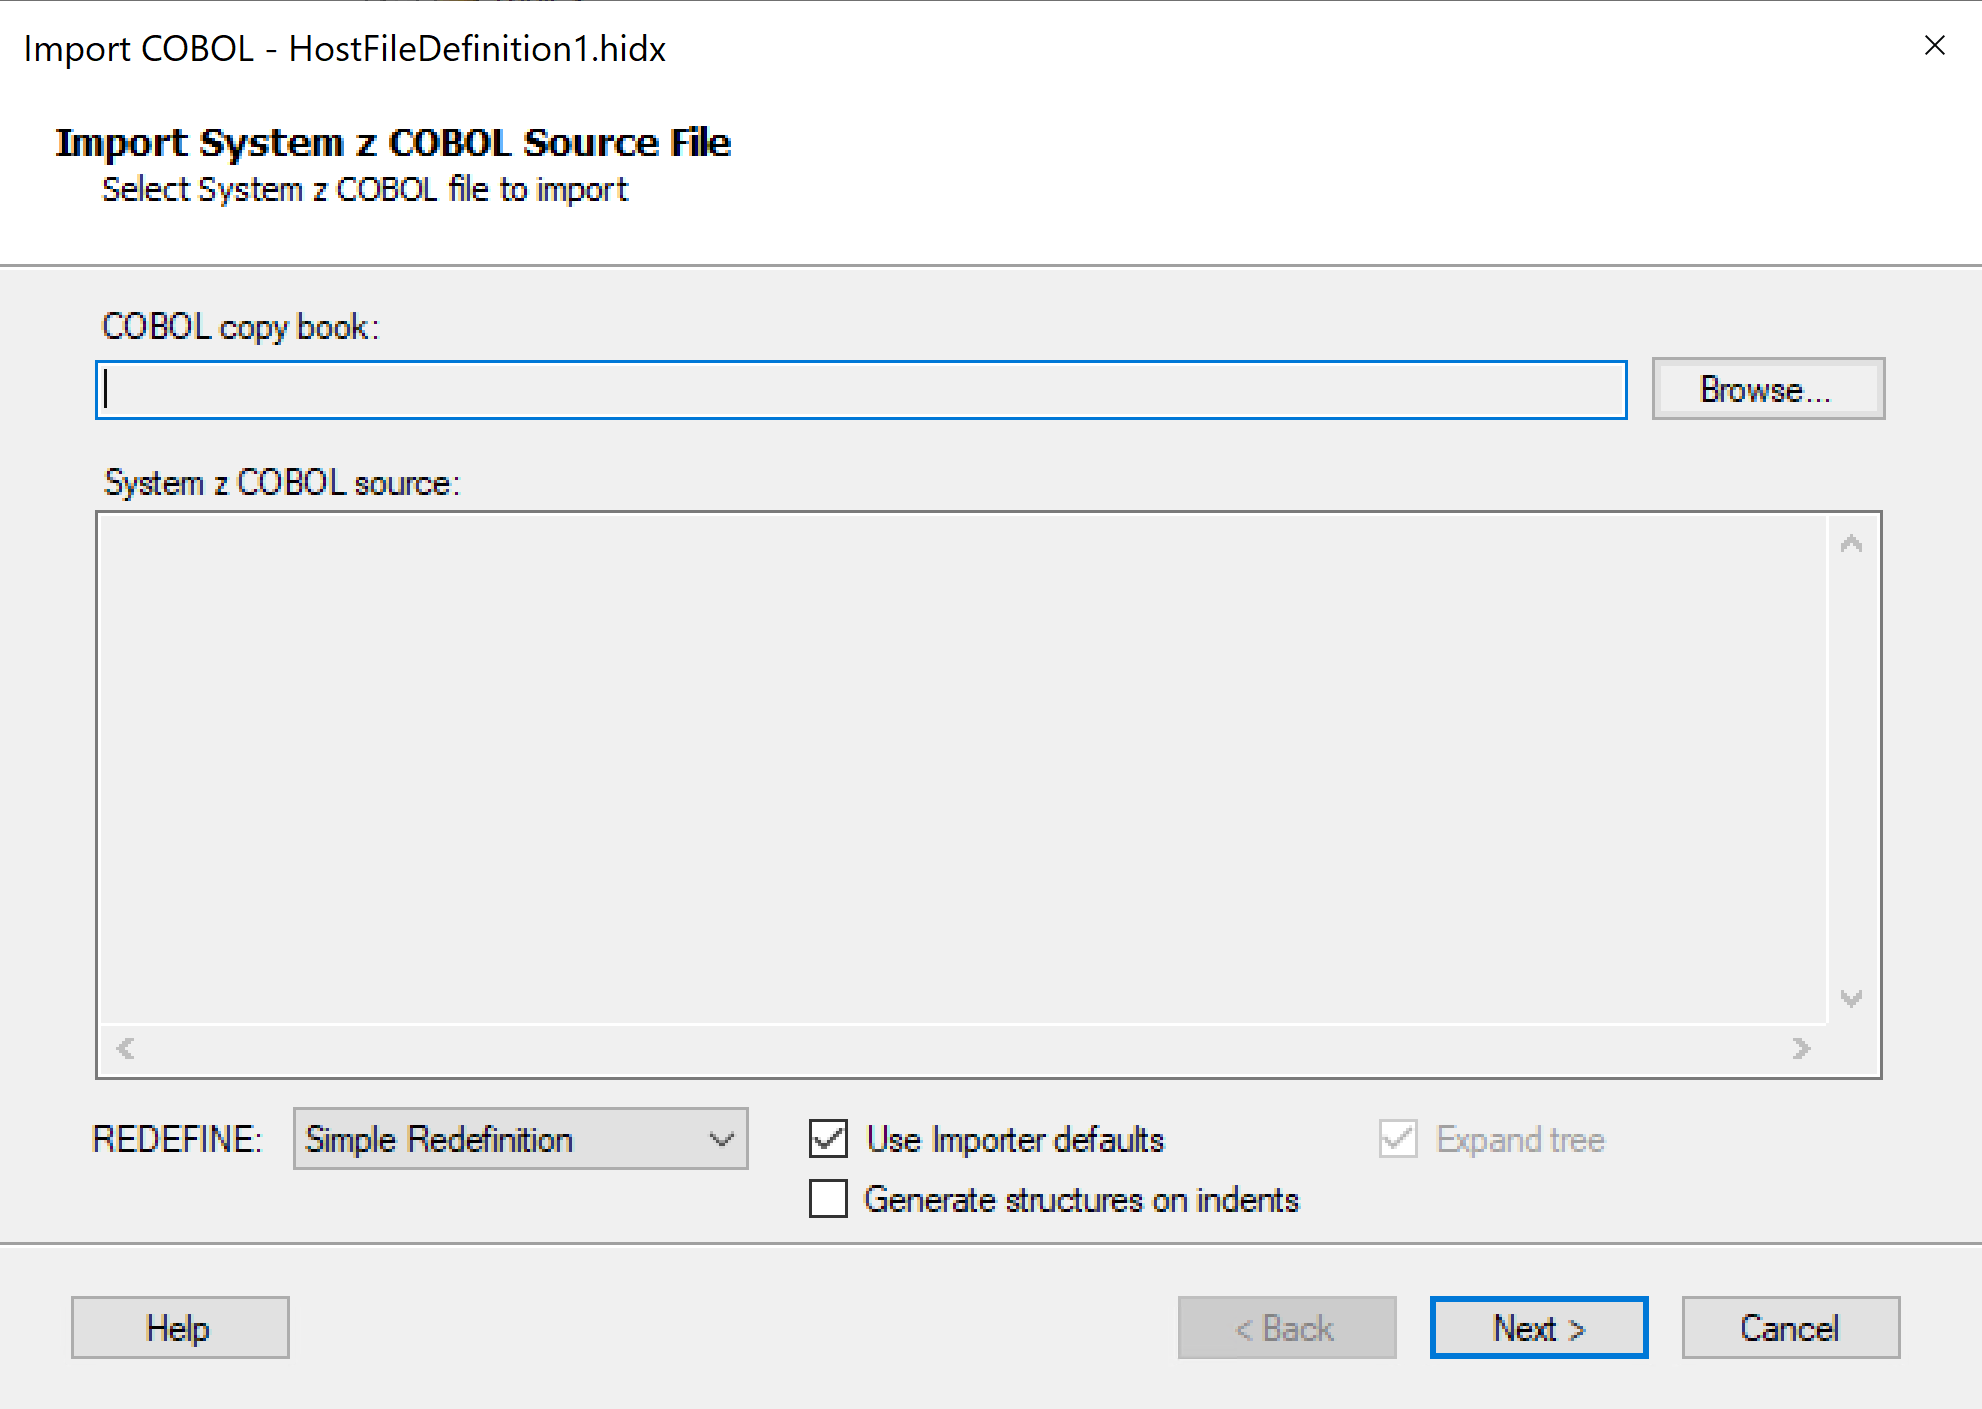 Import COBOL - HostFileDefinition1.hidx
Import System z COBOL Source File
Select System z COBOL file to import
COBOL copy book:
Browse...
System z COBOL source:
REDEFINE:
Simple Redefinition
Use Importer defaults
Expand tree
Generate structures on indents
Help
< Back
Next >
Cancel